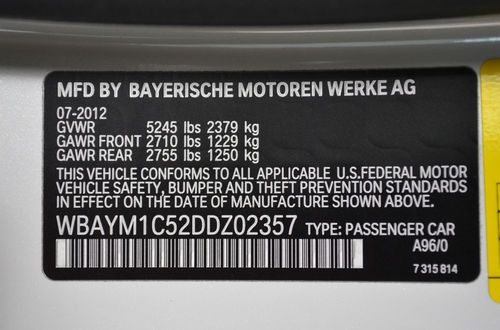 MFD BY BAYERISCHE MOTOREN WERKE AG
07-2012
GVWR 5245 lbs 2379 kg
GAWR FRONT 2710 lbs 1229 kg
GAWR REAR 2755 lbs 1250 kg
THIS VEHICLE CONFORMS TO ALL APPLICABLE U.S.FEDERAL MOTOR
VEHICLE SAFETY, BUMPER AND THEFT PREVENTION STANDARDS
IN EFFECT ON THE DATE OF MANUFACTURE SHOWN ABOVE.
WBAYM1C52DDZ02357 TYPE: PASSENGER CAR
A96/0
7 315 814